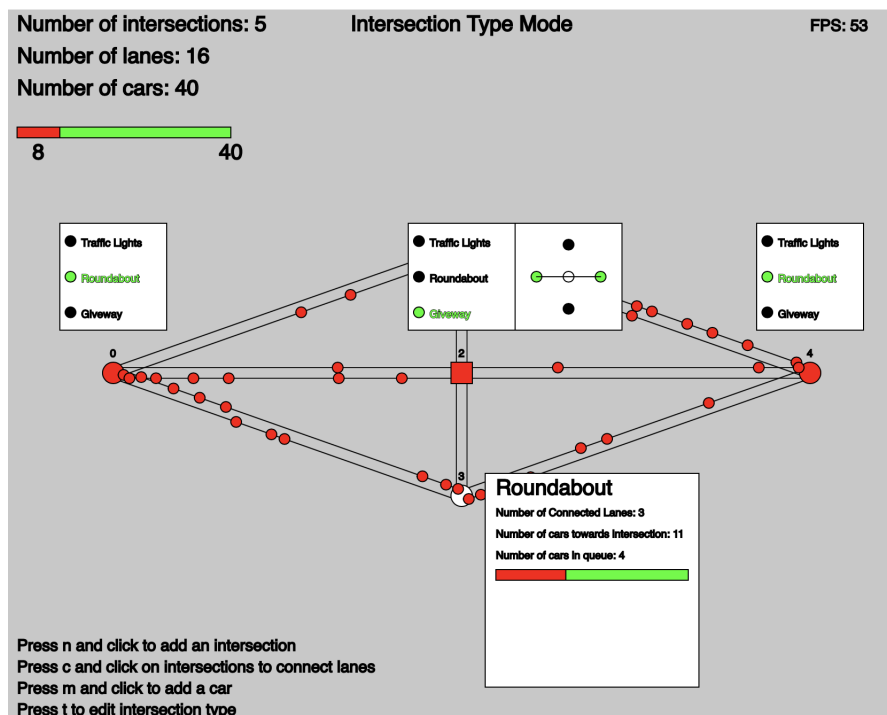 Number of intersections: 5
Intersection Type Mode
FPS: 53
Number of lanes: 16
Number of cars: 40
8
40
Traffic Lights
Roundabout
Giveway
Traffic Lights
Roundabout
Giveway
Traffic Lights
Roundabout
Giveway
0
2
4
3
Roundabout
Number of Connected Lanes: 3
Number of cars towards intersection: 11
Number of cars in queue: 4
Press n and click to add an intersection
Press c and click on intersections to connect lanes
Press m and click to add a car
Press t to edit intersection type